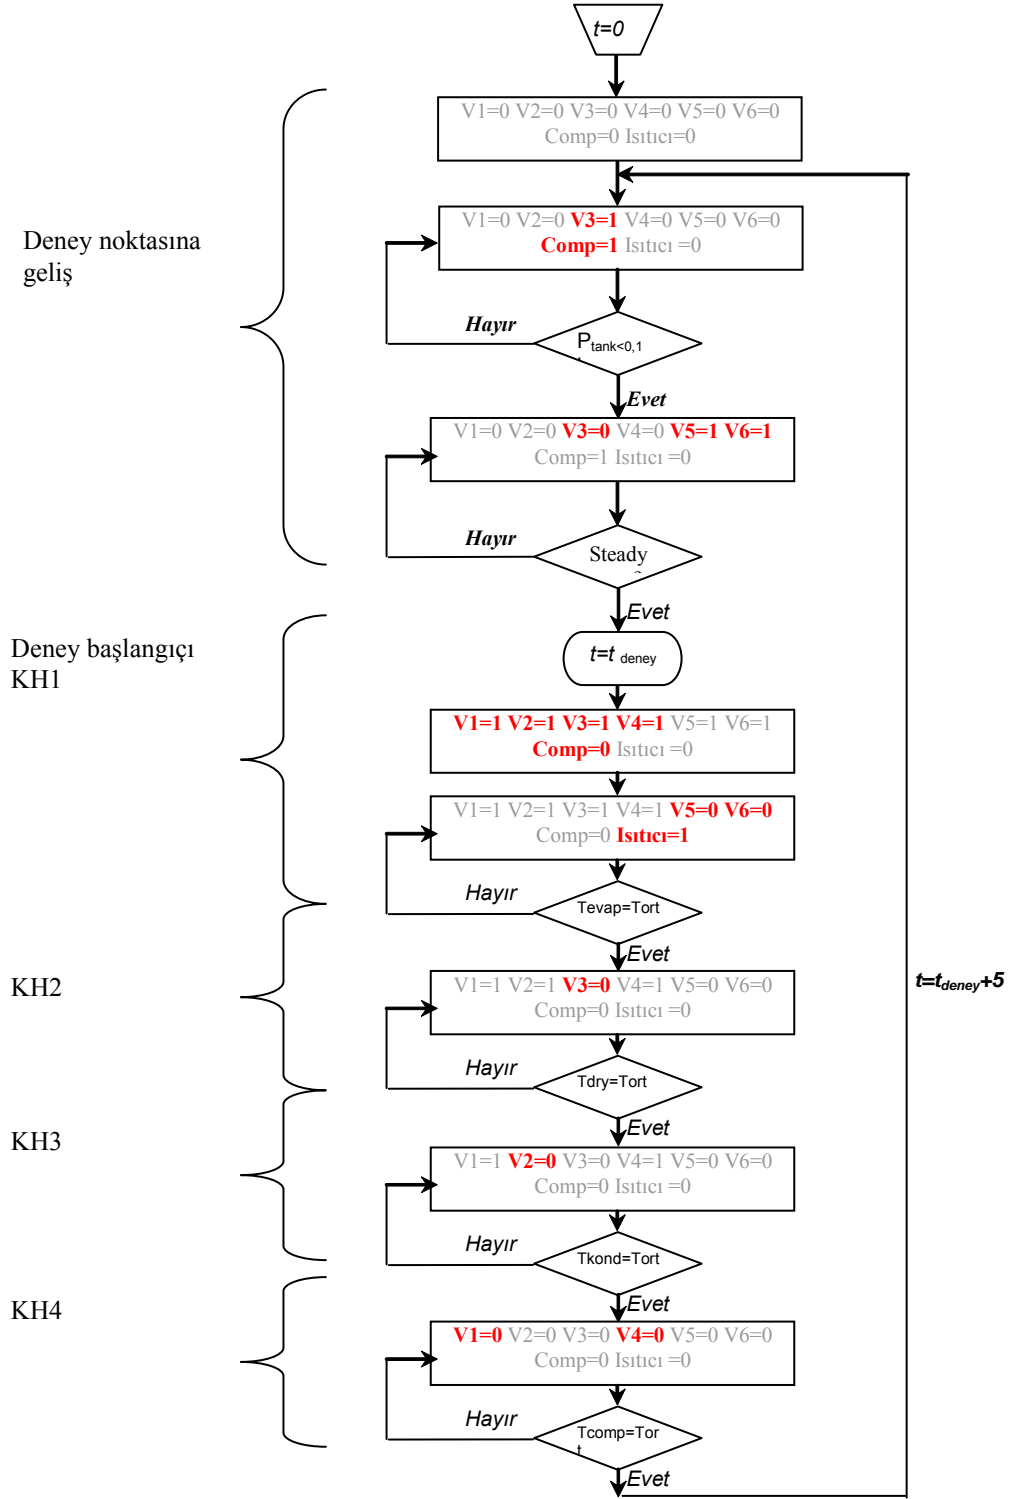 t=0
V1=0 V2=0 V3=0 V4=0 V5=0 V6=0
Comp=0 Isıtıcı=0
Deney noktasına
geliş
V1=0 V2=0 V3=1 V4=0 V5=0 V6=0
Comp=1 Isıtıcı =0
Hayır
Ptank<0,1
Evet
V1=0 V2=0 V3=0 V4=0 V5=1 V6=1
Comp=1 Isıtıcı =0
Hayır
Steady
Evet
Deney başlangıçı
KH1
t=t deney
V1=1 V2=1 V3=1 V4=1 V5=1 V6=1
Comp=0 Isıtıcı =0
V1=1 V2=1 V3=1 V4=1 V5=0 V6=0
Comp=0 Isıtıcı=1
Hayır
Tevap=Tort
Evet
KH2
V1=1 V2=1 V3=0 V4=1 V5=0 V6=0
Comp=0 Isıtıcı =0
t=tdeney+5
Hayır
Tdry=Tort
Evet
KH3
V1=1 V2=0 V3=0 V4=1 V5=0 V6=0
Comp=0 Isıtıcı =0
Hayır
Tkond=Tort
Evet
KH4
V1=0 V2=0 V3=0 V4=0 V5=0 V6=0
Comp=0 Isıtıcı =0
Hayır
Tcomp=Tor
t
Evet